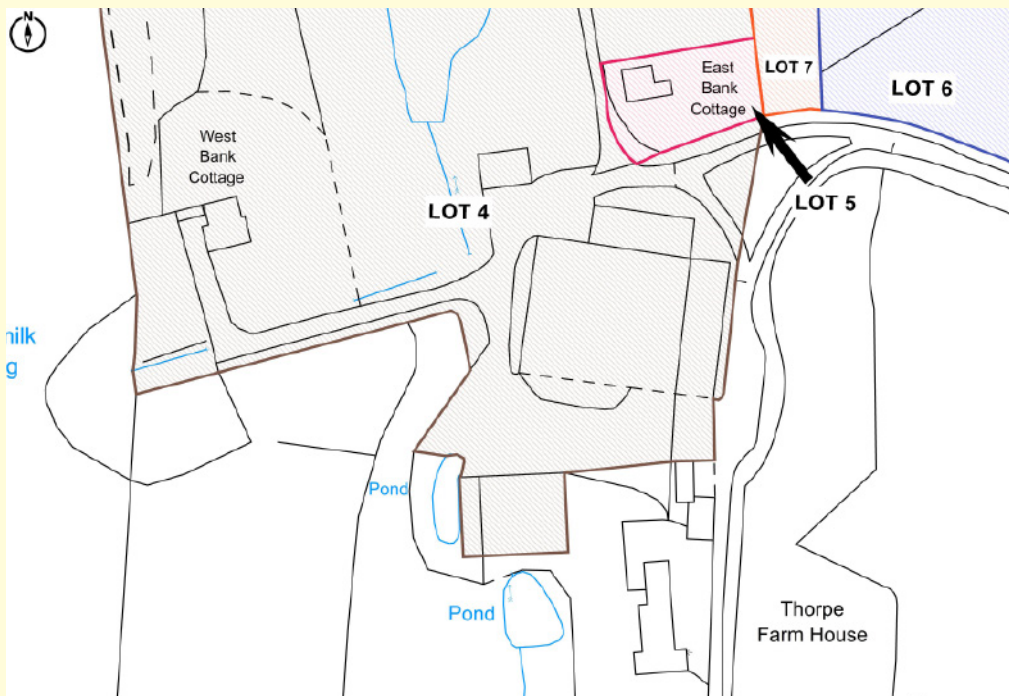 N
West
Bank
Cottage
LOT 4
East
Bank
Cottage
LOT 7
LOT 6
LOT 5
Pond
Pond
Thorpe
Farm House